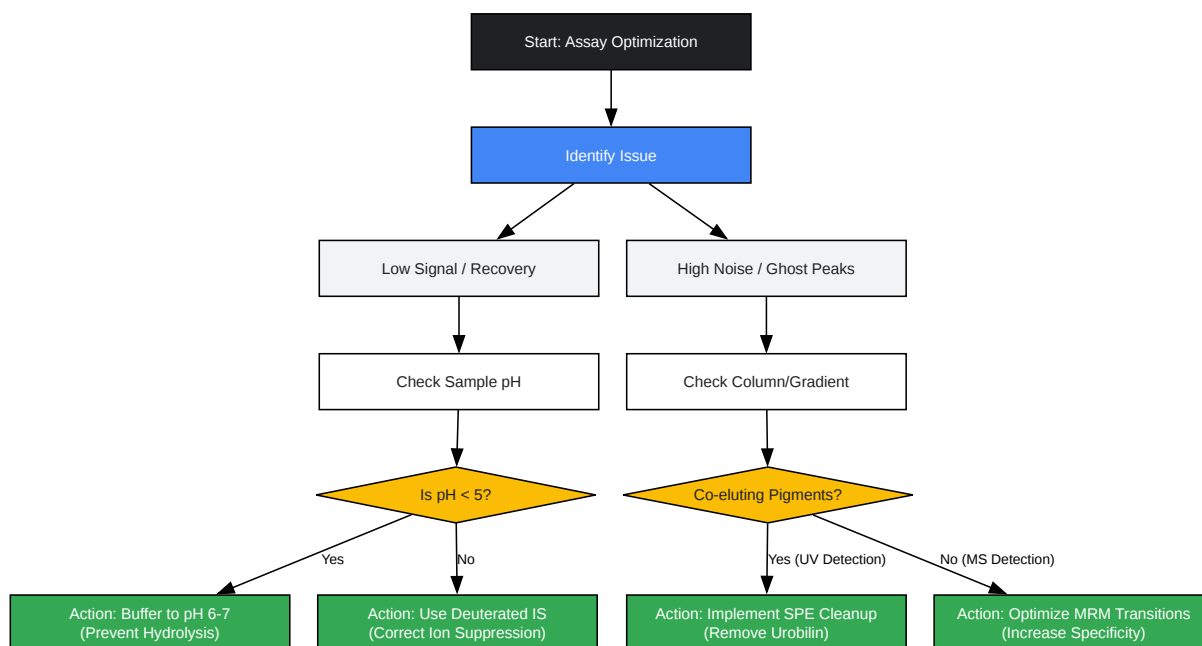 Start: Assay Optimization
Identify Issue
Low Signal / Recovery
High Noise / Ghost Peaks
Check Sample pH
Check Column/Gradient
Is pH < 5?
Co-eluting Pigments?
Yes
No
Yes (UV Detection)
No (MS Detection)
Action: Buffer to pH 6-7
(Prevent Hydrolysis)
Action: Use Deuterated IS
(Correct Ion Suppression)
Action: Implement SPE Cleanup
(Remove Urobilin)
Action: Optimize MRM Transitions
(Increase Specificity)